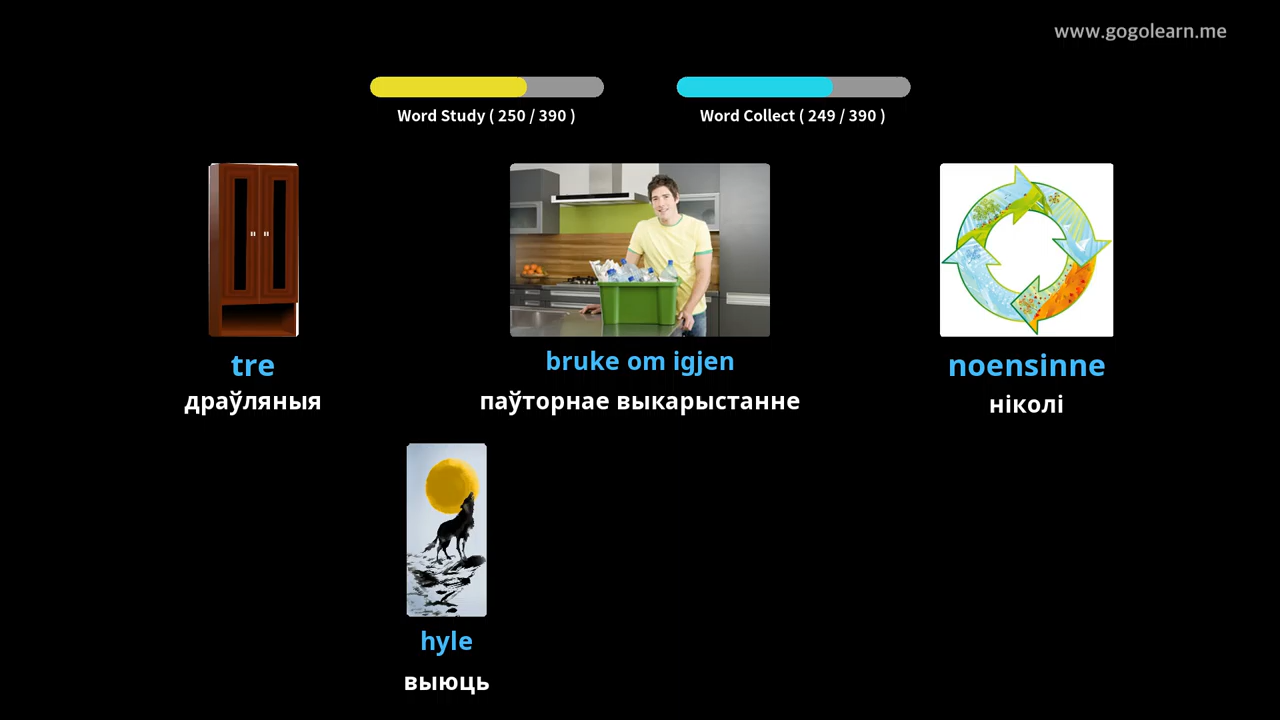 www.gogolearn.me
Word Study ( 250 / 390 )
Word Collect ( 249 / 390 )
tre
драўляныя
bruke om igjen
паўторнае выкарыстанне
noensinne
ніколі
hyle
выюць